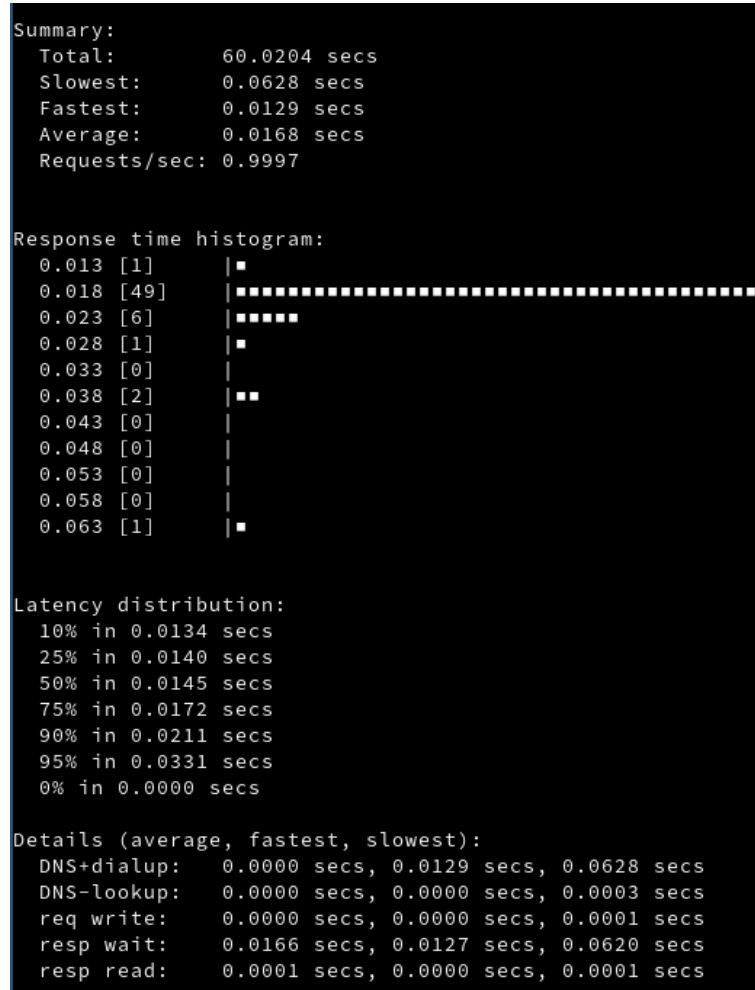 Summary:
Total: 60.0204 secs
Slowest: 0.0628 secs
Fastest: 0.0129 secs
Average: 0.0168 secs
Requests/sec: 0.9997
Response time histogram:
0.013 [1] |■
0.018 [49] |■■■■■■■■■■■■■■■■■■■■■■■■■■■■■■■■■■■■■■■■
0.023 [6] |■■■■■
0.028 [1] |■
0.033 [0] |
0.038 [2] |■■
0.043 [0] |
0.048 [0] |
0.053 [0] |
0.058 [0] |
0.063 [1] |■
Latency distribution:
10% in 0.0134 secs
25% in 0.0140 secs
50% in 0.0145 secs
75% in 0.0172 secs
90% in 0.0211 secs
95% in 0.0331 secs
0% in 0.0000 secs
Details (average, fastest, slowest):
DNS+dialup: 0.0000 secs, 0.0129 secs, 0.0628 secs
DNS-lookup: 0.0000 secs, 0.0000 secs, 0.0003 secs
req write: 0.0000 secs, 0.0000 secs, 0.0001 secs
resp wait: 0.0166 secs, 0.0127 secs, 0.0620 secs
resp read: 0.0001 secs, 0.0000 secs, 0.0001 secs